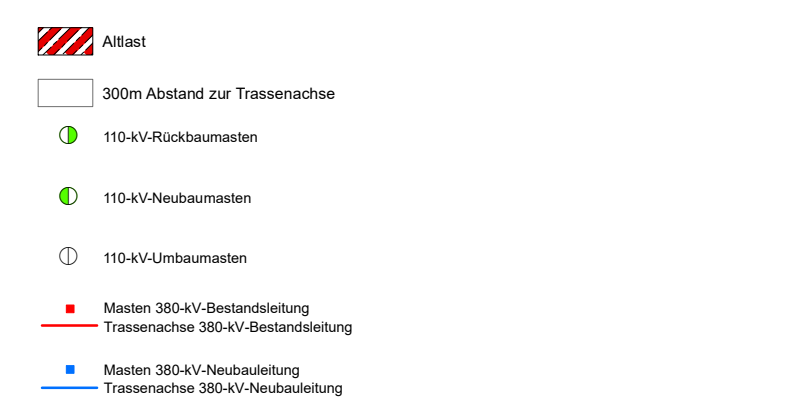 Altlast
300m Abstand zur Trassenachse
110-kV-Rückbaumasten
110-kV-Neubaumasten
110-kV-Umbaumasten
Masten 380-kV-Bestandsleitung
Trassenachse 380-kV-Bestandsleitung
Masten 380-kV-Neubauleitung
Trassenachse 380-kV-Neubauleitung